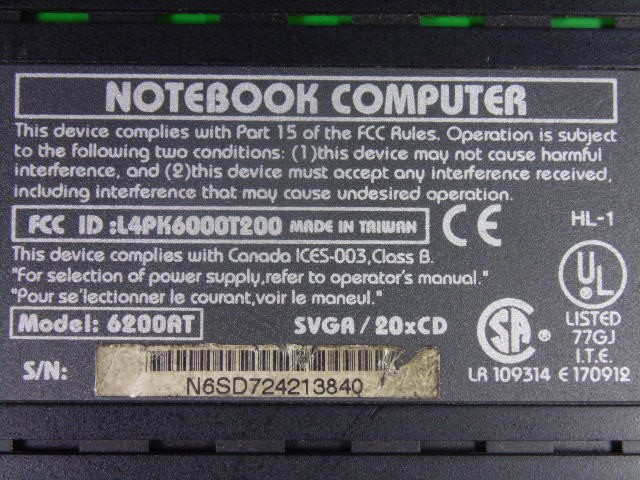 NOTEBOOK COMPUTER
This device complies with Part 15 of the FCC Rules. Operation is subject
to the following two conditions: (1)this device may not cause harmful
interference, and (2)this device must accept any interference received,
including interference that may cause undesired operation.
FCC ID :L4PK6000T200 MADE IN TAIWAN CE HL-1
This device complies with Canada ICES-003,Class B.
"For selection of power supply,refer to operator's manual."
"Pour se'lectionner le courant,voir le maneul."
UL
®
LISTED
77GJ
I.T.E.
E 170912
Model: 6200AT SVGA / 20xCD
SA ®
LR 109314
S/N: N6SD724213840